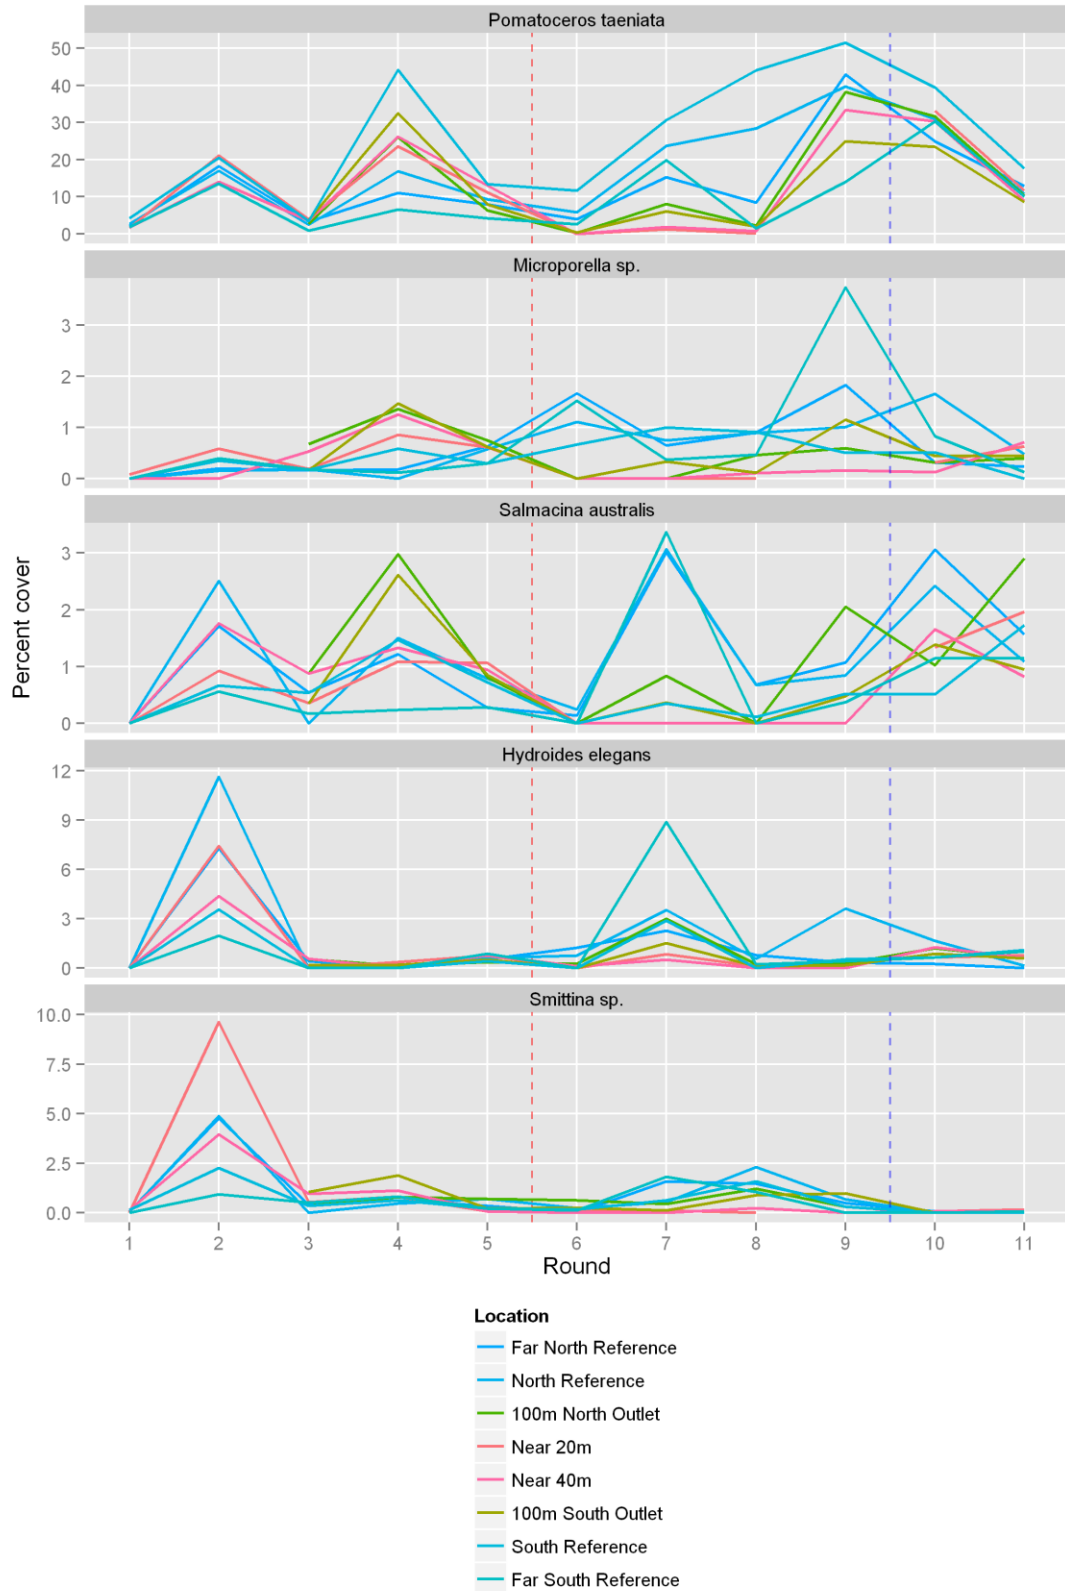 Pomatoceros taeniata
50
40
30
20
10
0
Microporella sp.
3
2
1
0
Salmacina australis
3
2
1
0
Percent cover
Hydroides elegans
12
9
6
3
0
Smittina sp.
10.0
7.5
5.0
2.5
0.0
1 2 3 4 5 6 7 8 9 10 11
Round
Location
Far North Reference
North Reference
100m North Outlet
Near 20m
Near 40m
100m South Outlet
South Reference
Far South Reference